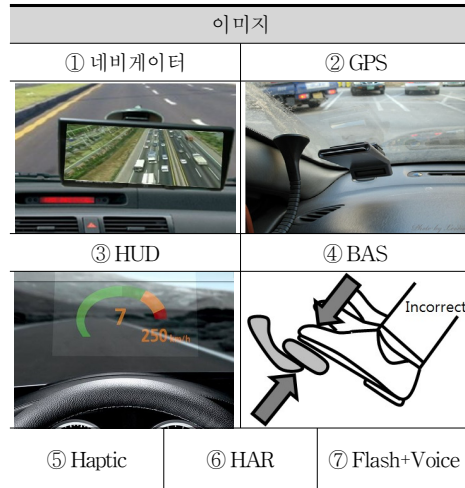 이미지
① 네비게이터
② GPS
③ HUD
④ BAS
7
250 km/h
Incorrect
⑤ Haptic
⑥ HAR
⑦ Flash+Voice